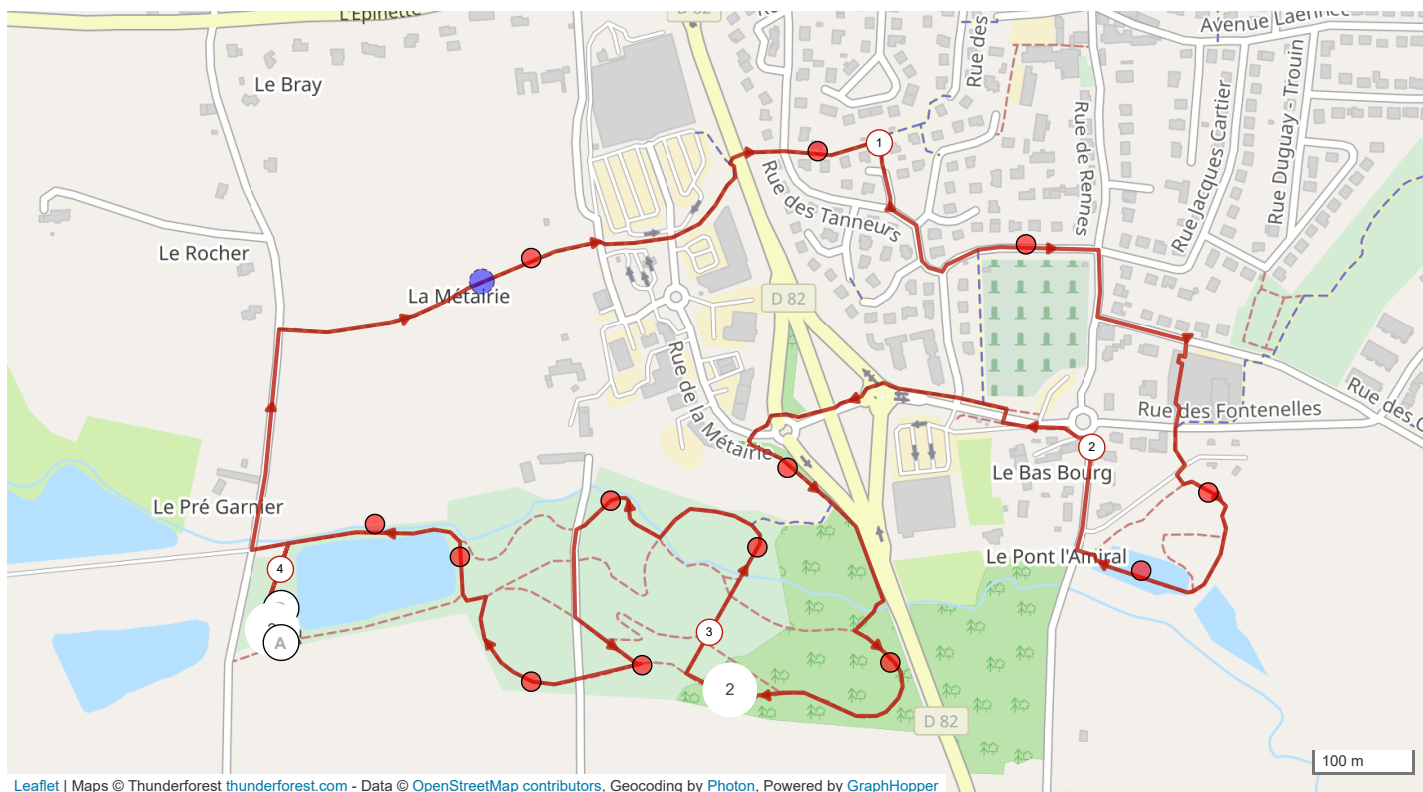 L'Épinette
D 82
Avenue Laennec
Rue des
Le Bray
Rue de Rennes
Rue Jacques Cartier
Rue Duguay - Trouin
1
Rue des Tanneurs
Le Rocher
La Métairie
D 82
Rue de la Métairie
Rue des Fontenelles
Rue des C
2
Le Bas Bourg
Le Pré Garnier
Le Pont l'Amiral
4
3
A
2
D 82
100 m
Leaflet | Maps © Thunderforest thunderforest.com - Data © OpenStreetMap contributors, Geocoding by Photon, Powered by GraphHopper